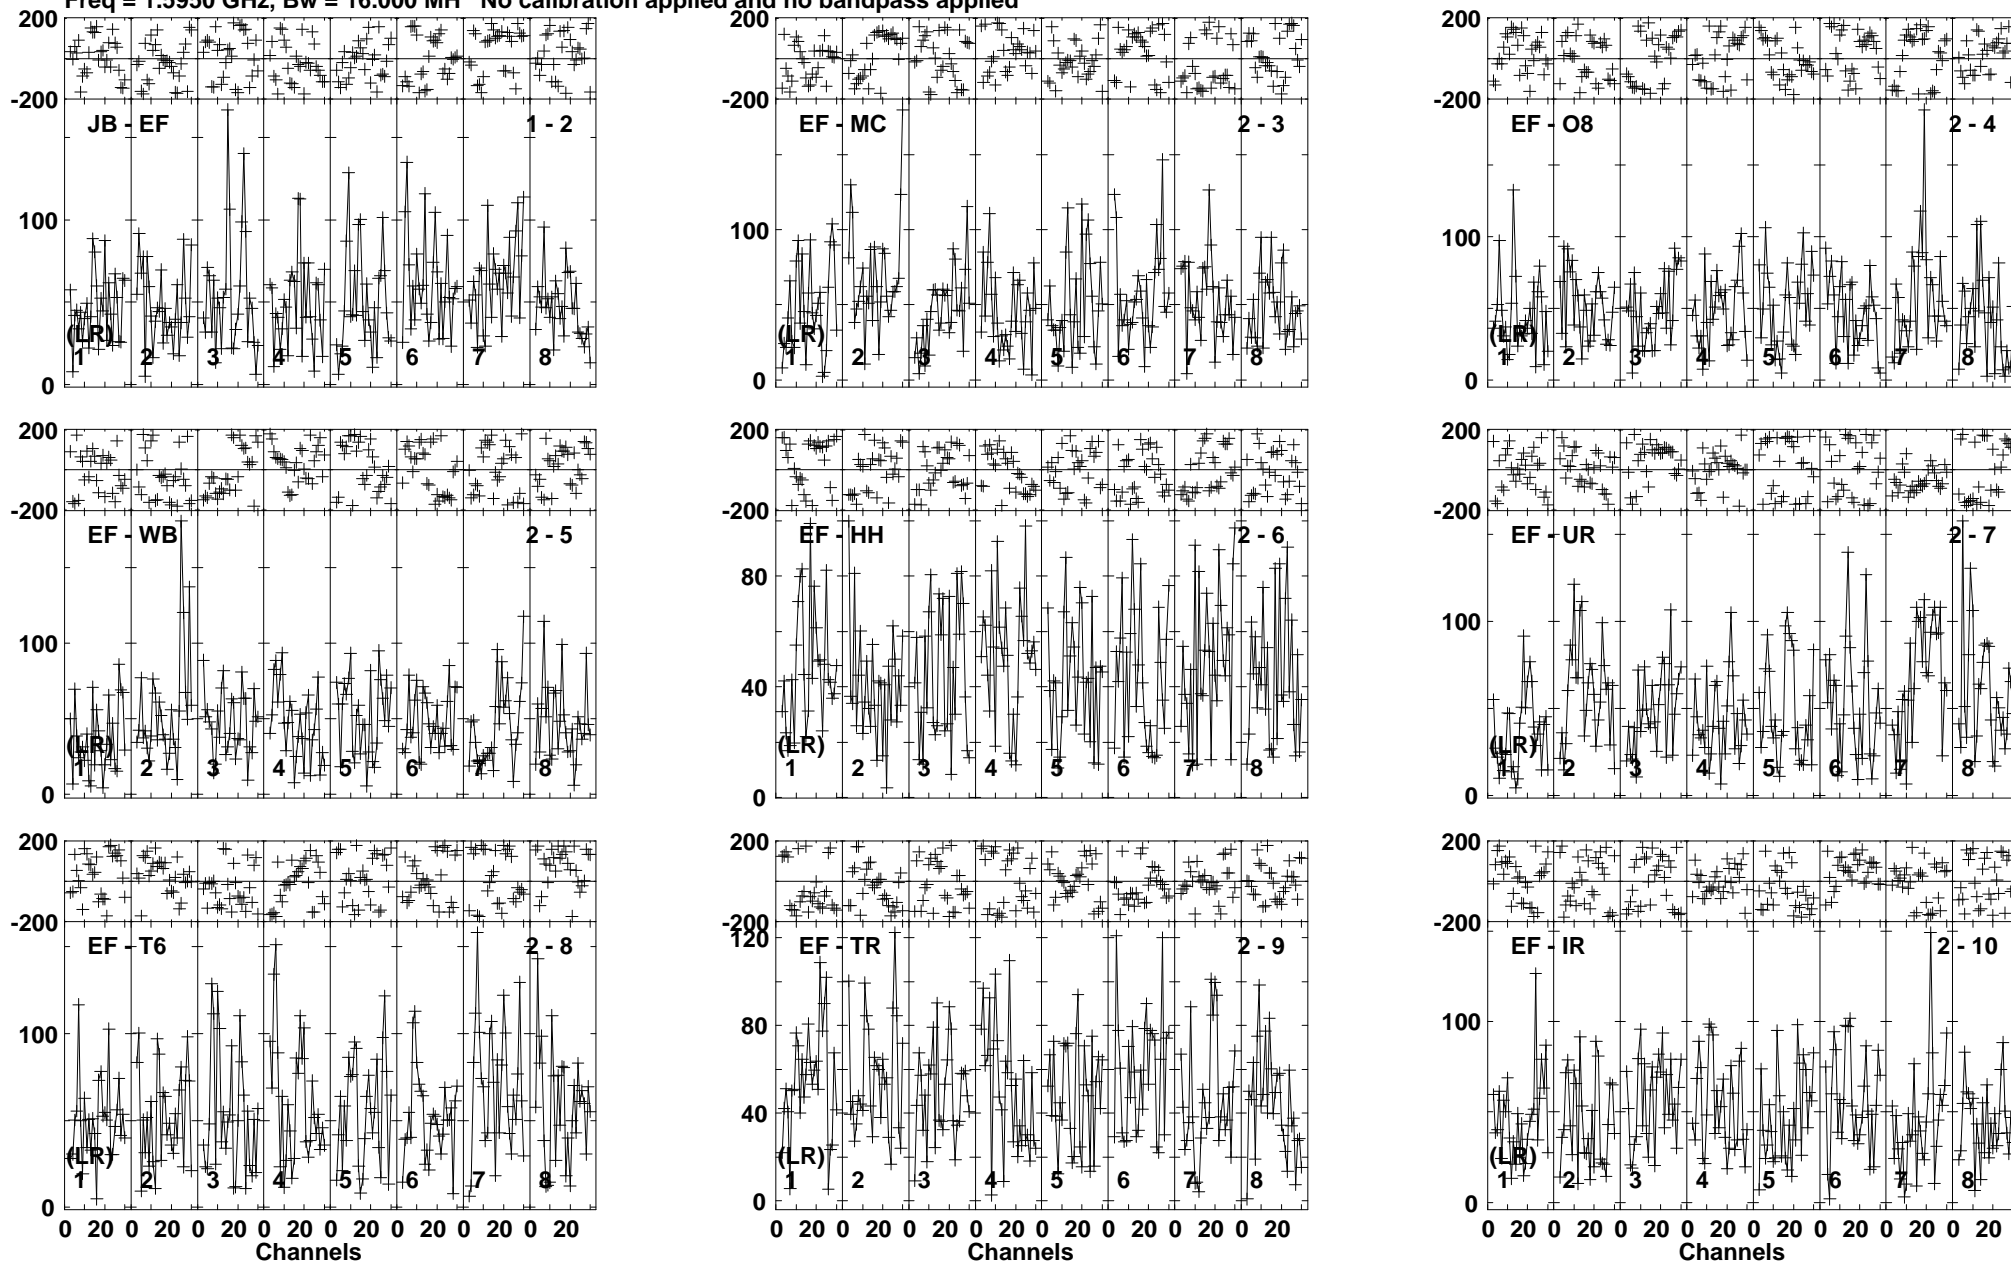 Freq = 1.5950 GHz, Bw = 16.000 MH No calibration applied and no bandpass applied
200 200 200
-200 -200 -200
JB - EF 1 - 2 EF - MC 2 - 3 EF - O8 2 - 4
100 100 100
(LR) (LR) (LR)
1 2 3 4 5 6 7 8 1 2 3 4 5 6 7 8 1 2 3 4 5 6 7 8
0 0 0
200 200 200
-200 -200 -200
EF - WB 2 - 5 EF - HH 2 - 6 EF - UR 2 - 7
100 80 100
40
(LR) (LR) (LR)
1 2 3 4 5 6 7 8 1 2 3 4 5 6 7 8 1 2 3 4 5 6 7 8
0 0 0
200 200 200
-200 -200 -200
120
EF - T6 2 - 8 EF - TR 2 - 9 EF - IR 2 - 10
100 80 100
40
(LR) (LR) (LR)
1 2 3 4 5 6 7 8 1 2 3 4 5 6 7 8 1 2 3 4 5 6 7 8
0 0 0
0 20 0 20 0 20 0 20 0 20 0 20 0 20 0 20 0 20 0 20 0 20 0 20 0 20 0 20 0 20 0 20 0 20 0 20 0 20 0 20 0 20 0 20 0 20 0 20
Channels Channels Channels